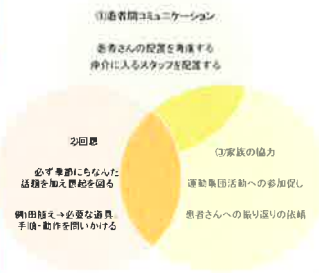 ①患者間コミュニケーション
患者さんの配置を考慮する
仲介に入るスタッフを配置する
②回想
必ず季節にちなんだ
話題を加え想起を図る
例)田植え→必要な道具
手順・動作を問いかける
③家族の協力
運動集団活動への参加促し
患者さんへの振り返りの依頼